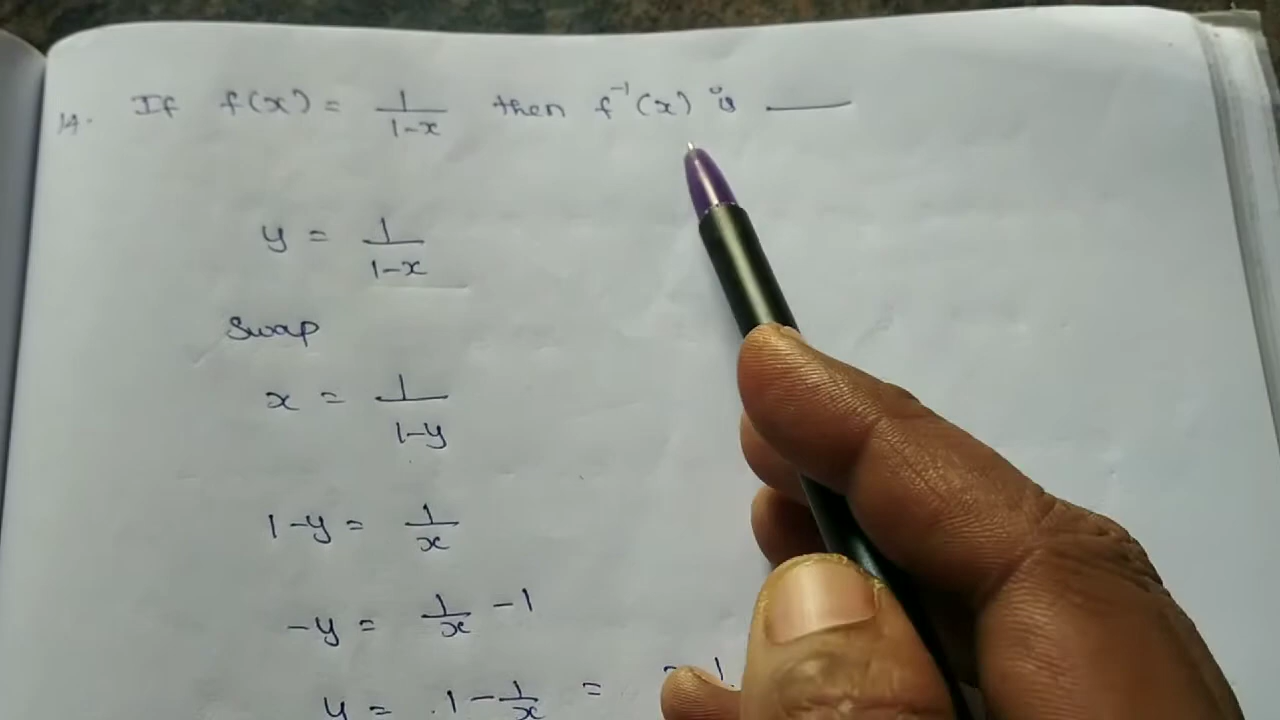 14. If f(x) = 1/(1-x) then f⁻¹(x) is ____
y = 1/(1-x)
Swap
x = 1/(1-y)
1-y = 1/x
-y = 1/x - 1
y = 1 - 1/x =